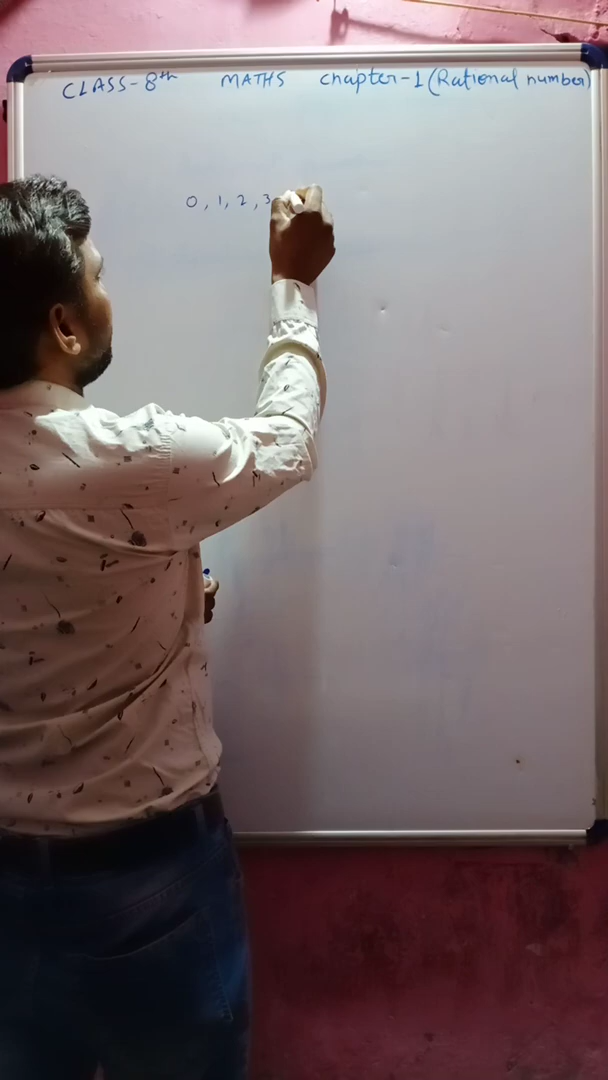 CLASS-8th MATHS Chapter-1 (Rational number)
0, 1, 2, 3